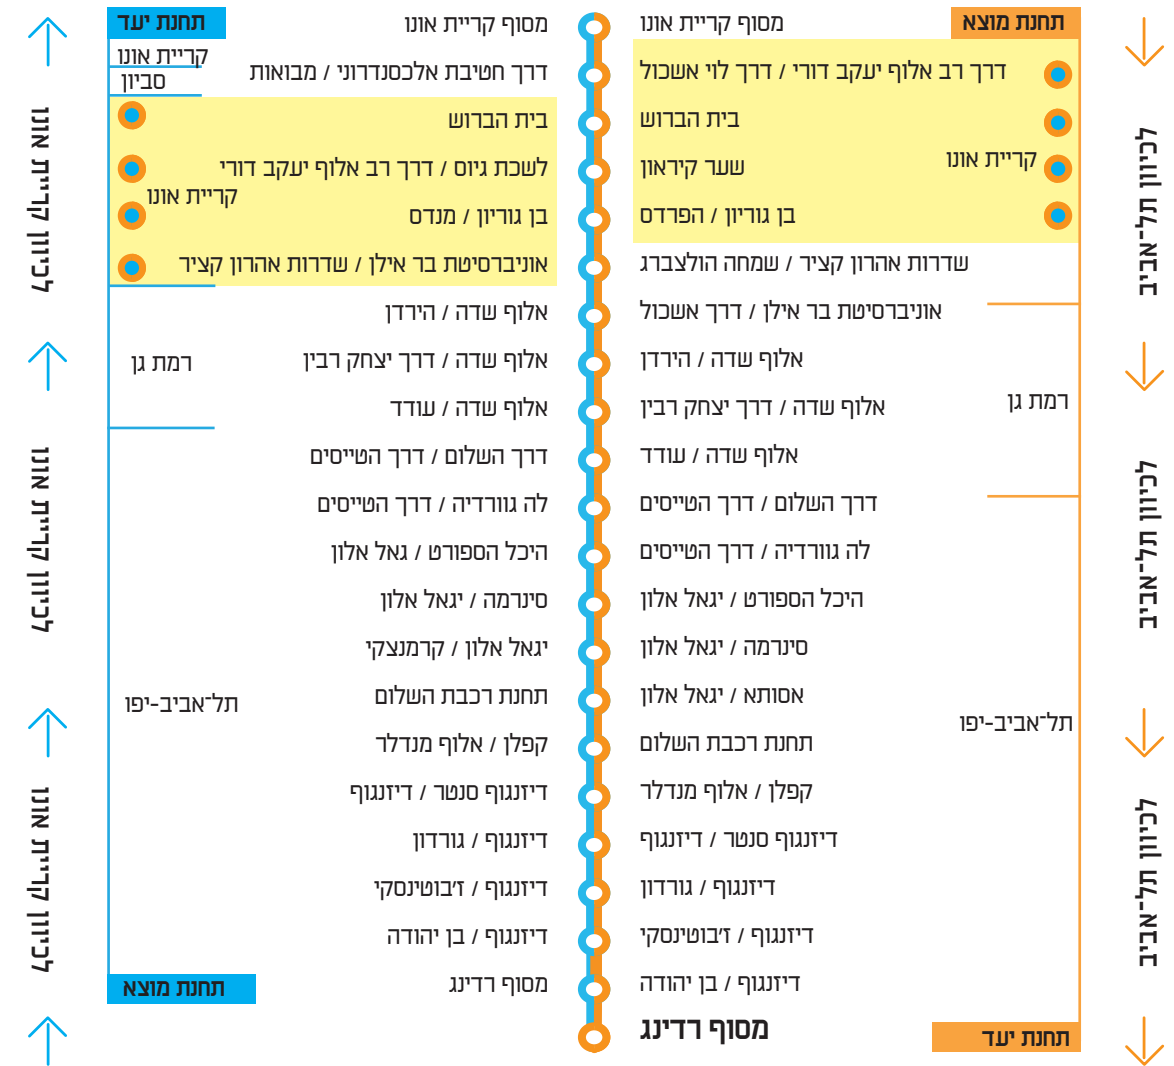 תחנת מוצא
מסוף קריית אונו
דרך רב אלוף יעקב דורי / דרך לוי אשכול
בית הברוש
שער קיראון
בן גוריון / הפרדס
קריית אונו
שדרות אהרון קציר / שמחה הולצברג
אוניברסיטת בר אילן / דרך אשכול
אלוף שדה / הירדן
אלוף שדה / דרך יצחק רבין
אלוף שדה / עודד
רמת גן
דרך השלום / דרך הטייסים
לה גוורדיה / דרך הטייסים
היכל הספורט / יגאל אלון
סינרמה / יגאל אלון
אסותא / יגאל אלון
תחנת רכבת השלום
קפלן / אלוף מנדלר
דיזנגוף סנטר / דיזנגוף
דיזנגוף / גורדון
דיזנגוף / ז'בוטינסקי
דיזנגוף / בן יהודה
תל־אביב-יפו
מסוף רדינג
תחנת יעד
לכיוון תל־אביב
לכיוון תל־אביב
לכיוון תל־אביב
תחנת יעד
מסוף קריית אונו
קריית אונו
דרך חטיבת אלכסנדרוני / מבואות
סביון
בית הברוש
לשכת גיוס / דרך רב אלוף יעקב דורי
קריית אונו
בן גוריון / מנדס
אוניברסיטת בר אילן / שדרות אהרון קציר
אלוף שדה / הירדן
אלוף שדה / דרך יצחק רבין
רמת גן
אלוף שדה / עודד
דרך השלום / דרך הטייסים
לה גוורדיה / דרך הטייסים
היכל הספורט / גאל אלון
סינרמה / יגאל אלון
יגאל אלון / קרמנצקי
תחנת רכבת השלום
תל־אביב-יפו
קפלן / אלוף מנדלר
דיזנגוף סנטר / דיזנגוף
דיזנגוף / גורדון
דיזנגוף / ז'בוטינסקי
דיזנגוף / בן יהודה
מסוף רדינג
תחנת מוצא
לכיוון קריית אונו
לכיוון קריית אונו
לכיוון קריית אונו